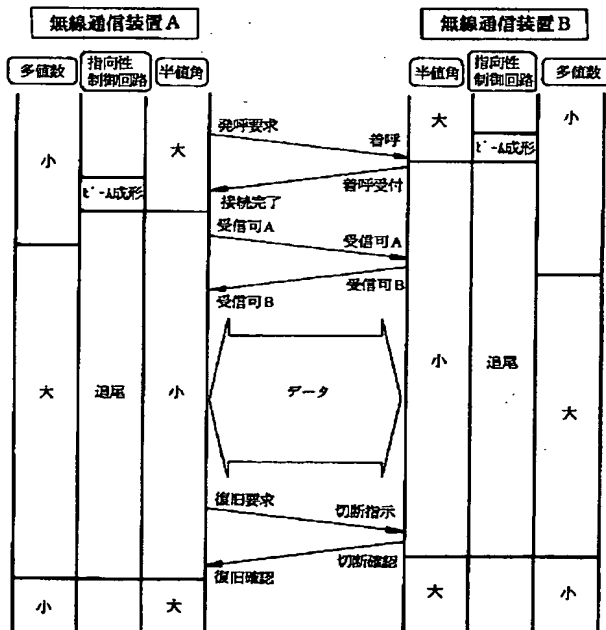 無線通信装置A
無線通信装置B
多値数
指向性
制御回路
半値角
半値角
指向性
制御回路
多値数
小
大
大
小
発呼要求
着呼
ビーム成形
ビーム成形
着呼受付
接続完了
受信可A
受信可A
受信可B
受信可B
大
追尾
小
データ
小
追尾
大
復旧要求
切断指示
切断確認
復旧確認
小
大
大
小